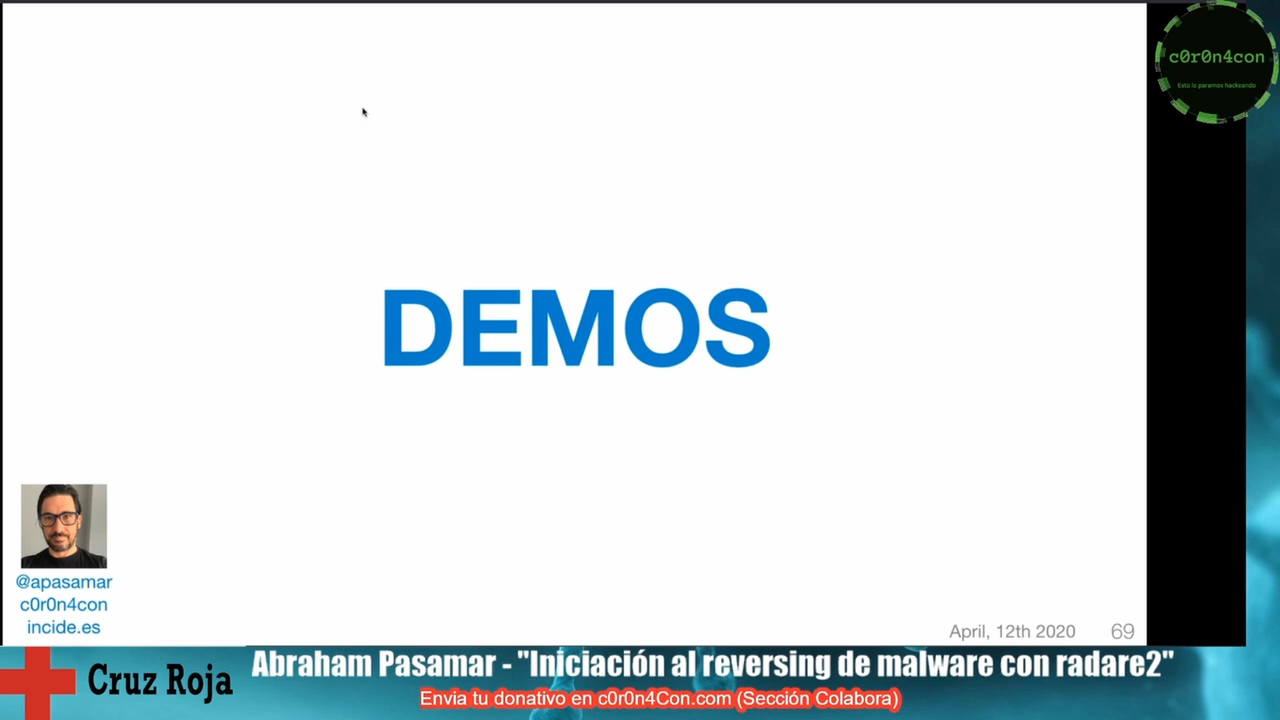 c0r0n4con
Esto lo paramos hackeando
DEMOS
@apasamar
c0r0n4con
incide.es
April, 12th 2020
69
Cruz Roja
Abraham Pasamar - "Iniciación al reversing de malware con radare2"
Envia tu donativo en c0r0n4Con.com (Sección Colabora)